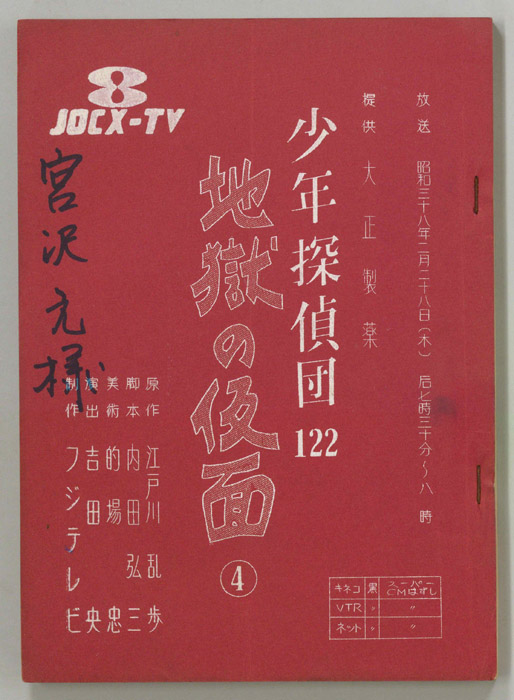 8
JOCX-TV
放送　昭和三十八年二月二十八日(木)　后七時三十分～八時
提供　大正製薬
少年探偵団122
地獄の仮面④
宮沢元様
原作　江戸川乱歩
脚本　内田弘三
美術　的場　忠
演出　吉田　央
制作　フジテレビ
キネコ　黒　スーパーCMはずし
VTR　〃　〃
ネット　〃　〃